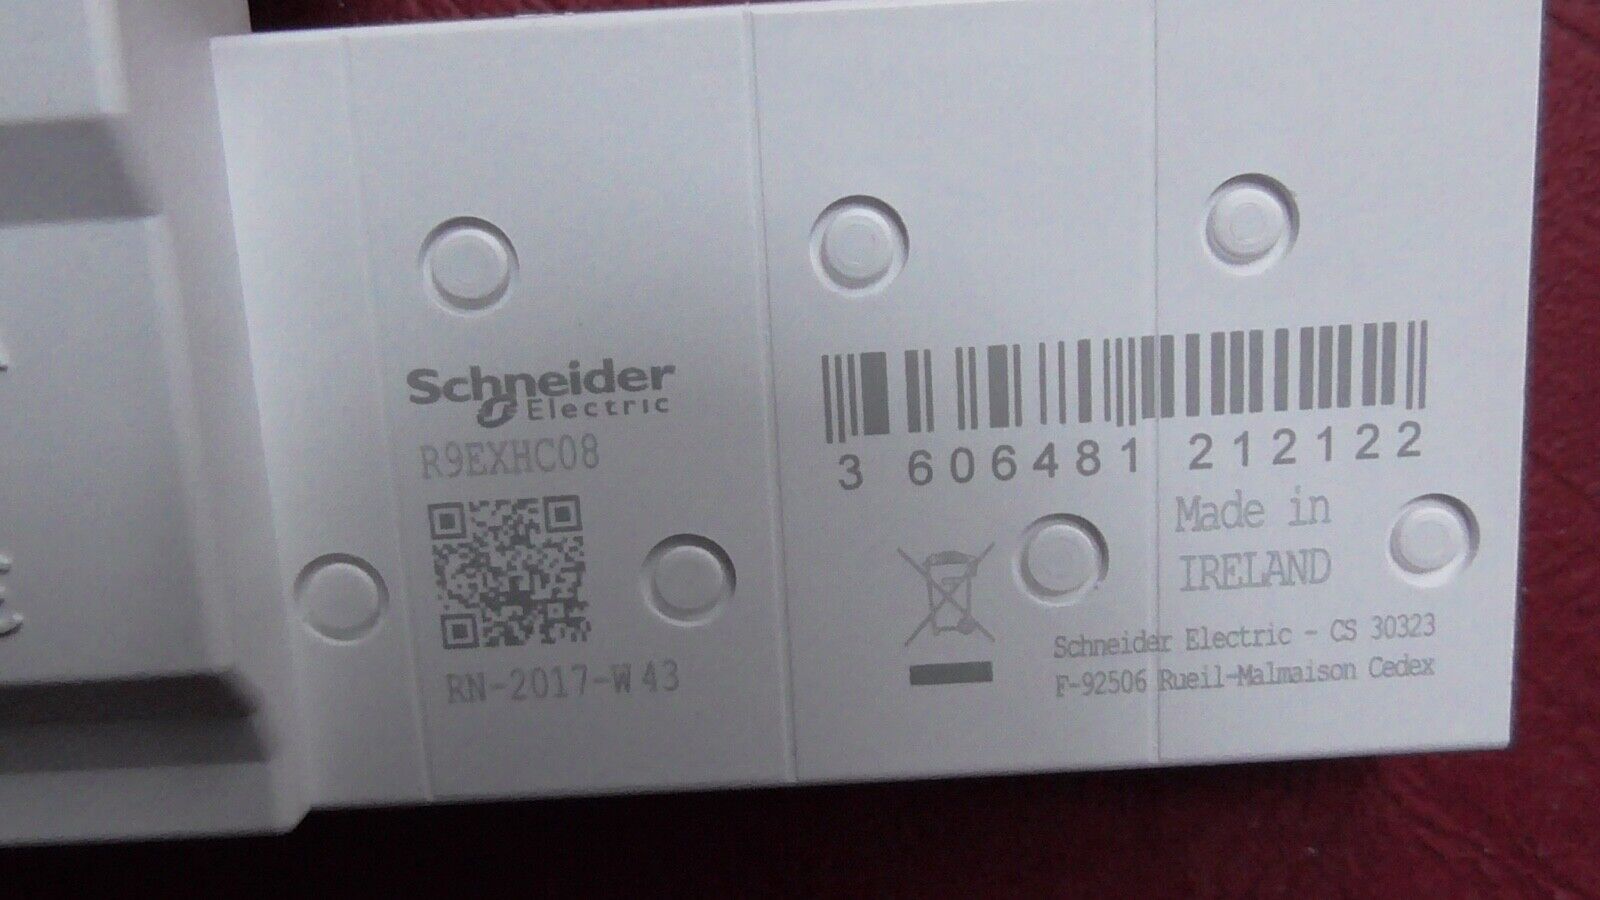 Schneider
Electric
R9EXHC08
RN-2017-W43
3 606481 212122
Made in
IRELAND
Schneider Electric - CS 30323
F-92506 Rueil-Malmaison Cedex